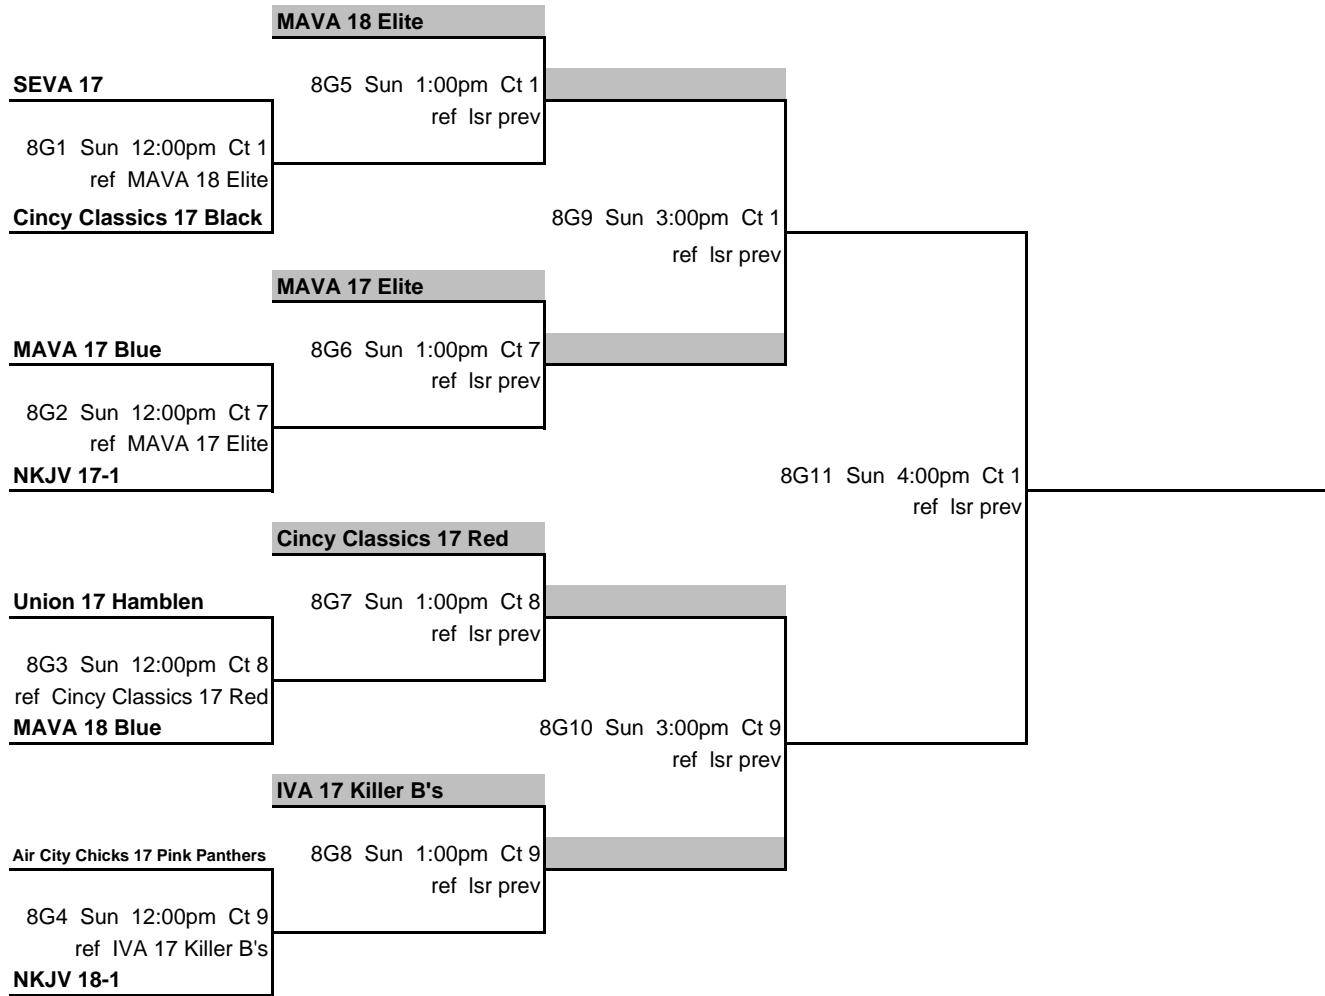 MAVA 18 Elite
SEVA 17
8G5 Sun 1:00pm Ct 1
ref lsr prev
8G1 Sun 12:00pm Ct 1
ref MAVA 18 Elite
Cincy Classics 17 Black
8G9 Sun 3:00pm Ct 1
ref lsr prev
MAVA 17 Elite
MAVA 17 Blue
8G6 Sun 1:00pm Ct 7
ref lsr prev
8G2 Sun 12:00pm Ct 7
ref MAVA 17 Elite
NKJV 17-1
8G11 Sun 4:00pm Ct 1
ref lsr prev
Cincy Classics 17 Red
Union 17 Hamblen
8G7 Sun 1:00pm Ct 8
ref lsr prev
8G3 Sun 12:00pm Ct 8
ref Cincy Classics 17 Red
MAVA 18 Blue
8G10 Sun 3:00pm Ct 9
ref lsr prev
IVA 17 Killer B's
Air City Chicks 17 Pink Panthers
8G8 Sun 1:00pm Ct 9
ref lsr prev
8G4 Sun 12:00pm Ct 9
ref IVA 17 Killer B's
NKJV 18-1